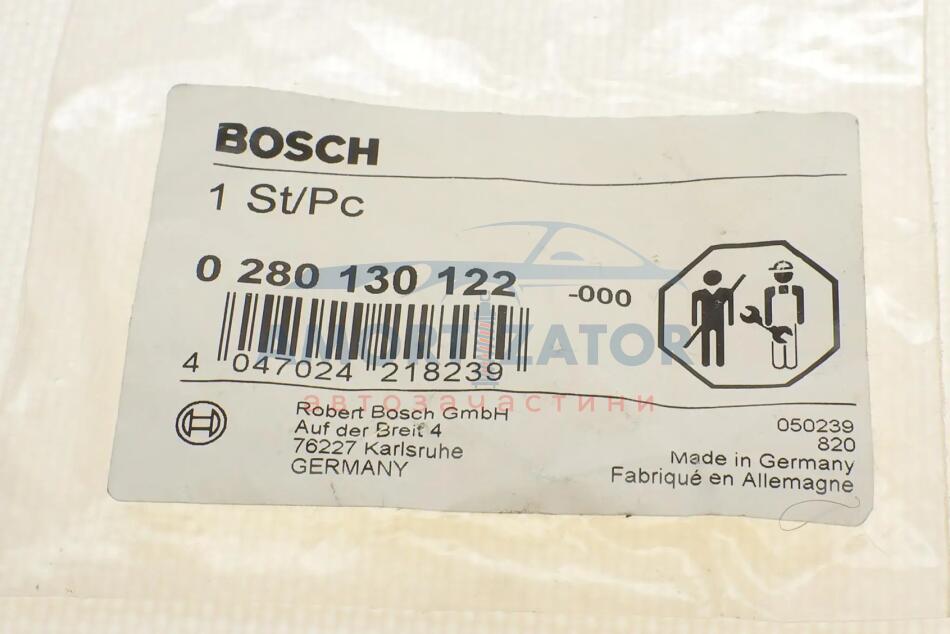 BOSCH
1 St/Pc
0 280 130 122 -000
AMORTIZATOR
4 047024 218239
автозачастини
Robert Bosch GmbH
Auf der Breit 4
76227 Karlsruhe
GERMANY
050239
820
Made in Germany
Fabriqué en Allemagne